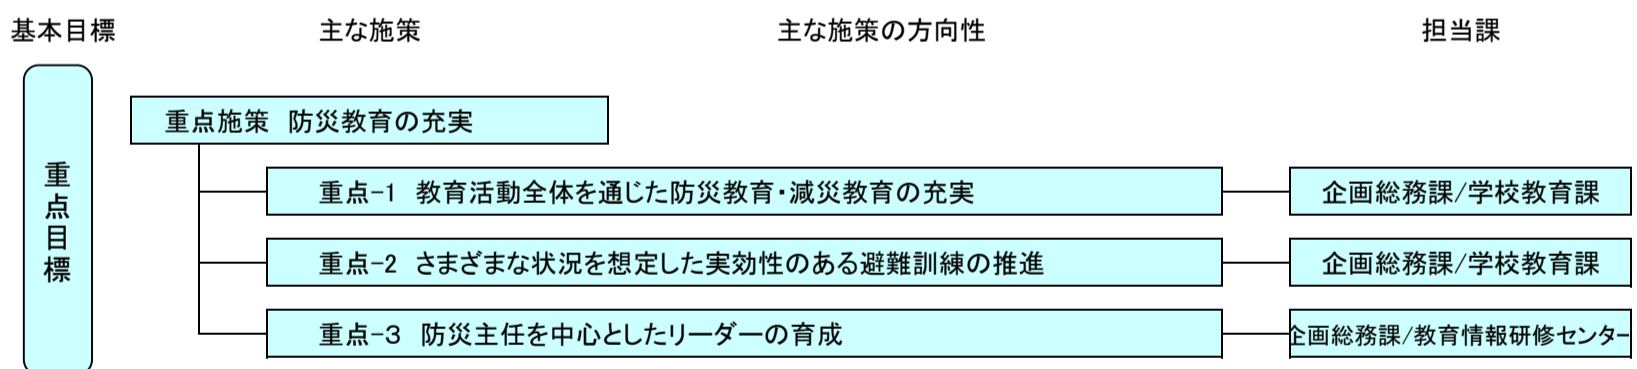 基本目標 主な施策 主な施策の方向性 担当課
重点目標
重点施策 防災教育の充実
重点-1 教育活動全体を通じた防災教育・減災教育の充実 企画総務課/学校教育課
重点-2 さまざまな状況を想定した実効性のある避難訓練の推進 企画総務課/学校教育課
重点-3 防災主任を中心としたリーダーの育成 企画総務課/教育情報研修センター